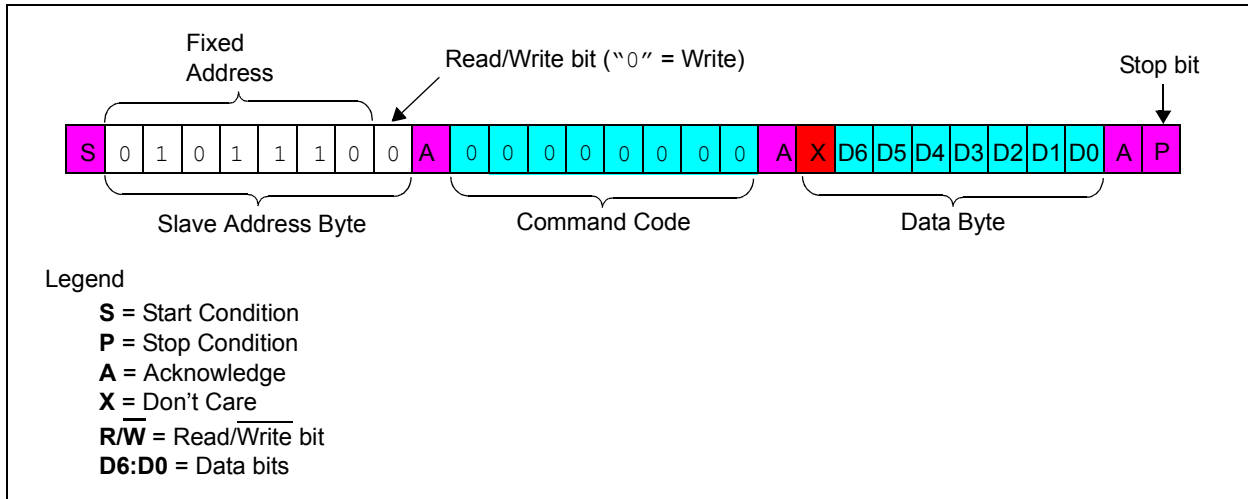 Fixed
Address
Read/Write bit (“0” = Write)
Stop bit
S 0 1 0 1 1 1 0 0 A 0 0 0 0 0 0 0 0 A X D6 D5 D4 D3 D2 D1 D0 A P
Slave Address Byte
Command Code
Data Byte
Legend
S = Start Condition
P = Stop Condition
A = Acknowledge
X = Don't Care
R/W̅ = Read/W̅r̅i̅t̅e̅ bit
D6:D0 = Data bits